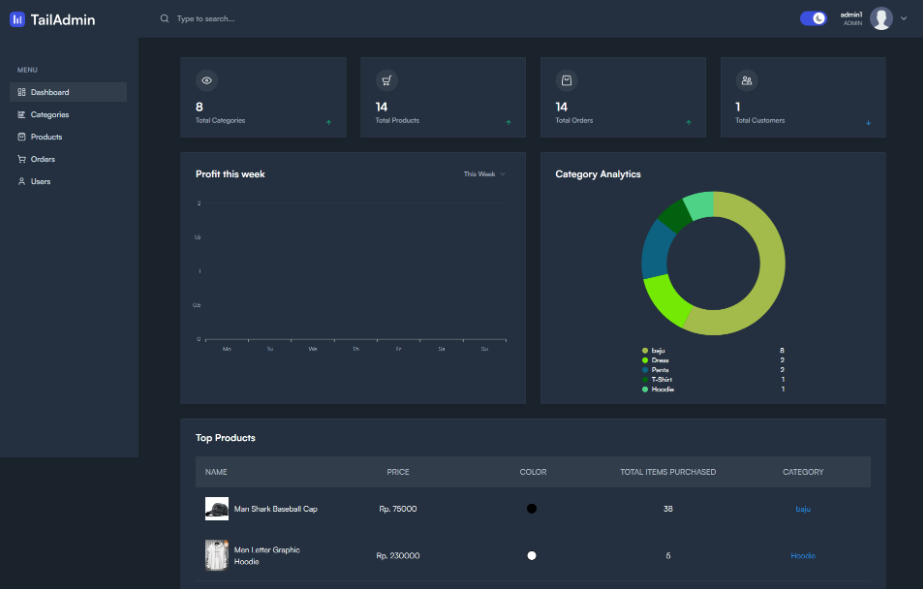 TailAdmin
Type to search...
admin1
ADMIN
MENU
Dashboard
Categories
Products
Orders
Users
8
Total Categories
14
Total Products
14
Total Orders
1
Total Customers
Profit this week
This Week
2
1.5
1
0.5
0
Mo Tu We Th Fr Sa Su
Category Analytics
baju 8
Dress 2
Pants 2
T-Shirt 1
Hoodie 1
Top Products
NAME PRICE COLOR TOTAL ITEMS PURCHASED CATEGORY
Man Shark Baseball Cap Rp. 75000 38 baju
Men Letter Graphic
Hoodie Rp. 230000 5 Hoodie